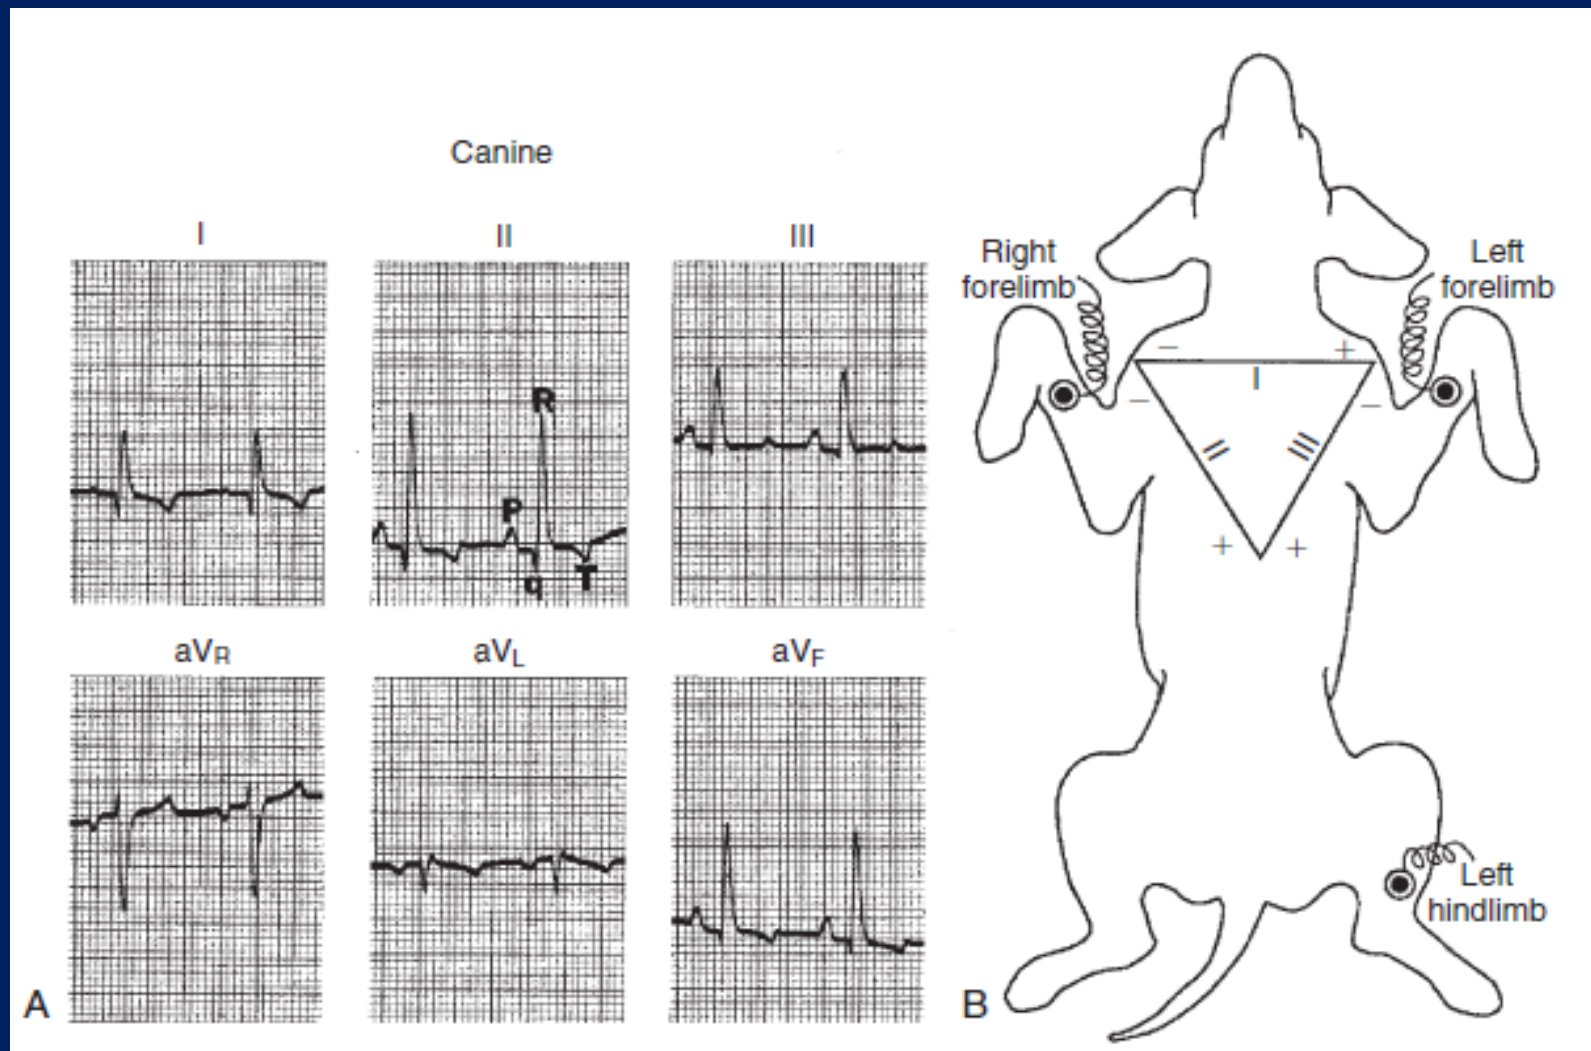 Canine
I
II
III
R
P
q
T
aVR
aVL
aVF
A
Right
forelimb
Left
forelimb
−
+
I
−
−
II
III
+
+
Left
hindlimb
B